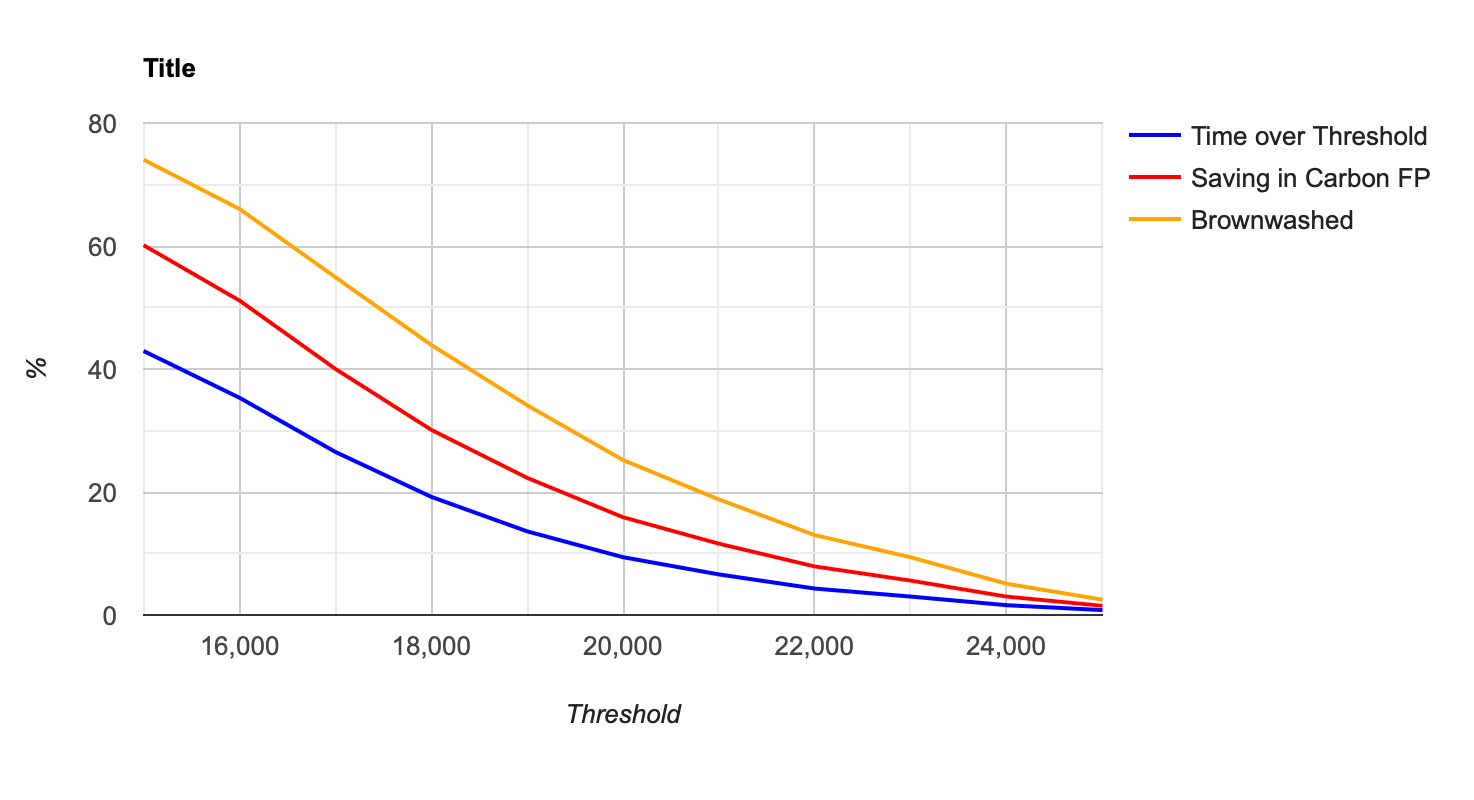 Title
80
60
40
20
0
%
16,000
18,000
20,000
22,000
24,000
Threshold
Time over Threshold
Saving in Carbon FP
Brownwashed